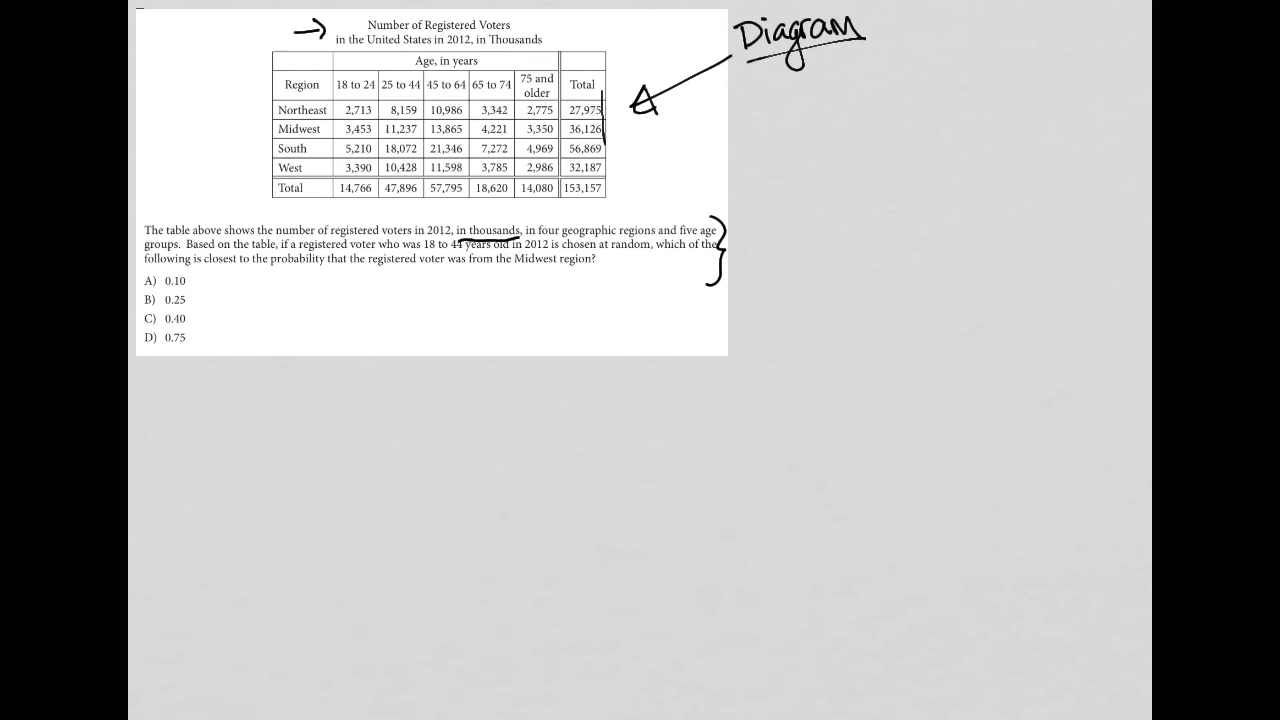 Number of Registered Voters
in the United States in 2012, in Thousands
Diagram
Age, in years
Region 18 to 24 25 to 44 45 to 64 65 to 74 75 and older Total
Northeast 2,713 8,159 10,986 3,342 2,775 27,975
Midwest 3,453 11,237 13,865 4,221 3,350 36,126
South 5,210 18,072 21,346 7,272 4,969 56,869
West 3,390 10,428 11,598 3,785 2,986 32,187
Total 14,766 47,896 57,795 18,620 14,080 153,157
The table above shows the number of registered voters in 2012, in thousands, in four geographic regions and five age
groups. Based on the table, if a registered voter who was 18 to 44 years old in 2012 is chosen at random, which of the
following is closest to the probability that the registered voter was from the Midwest region?
A) 0.10
B) 0.25
C) 0.40
D) 0.75